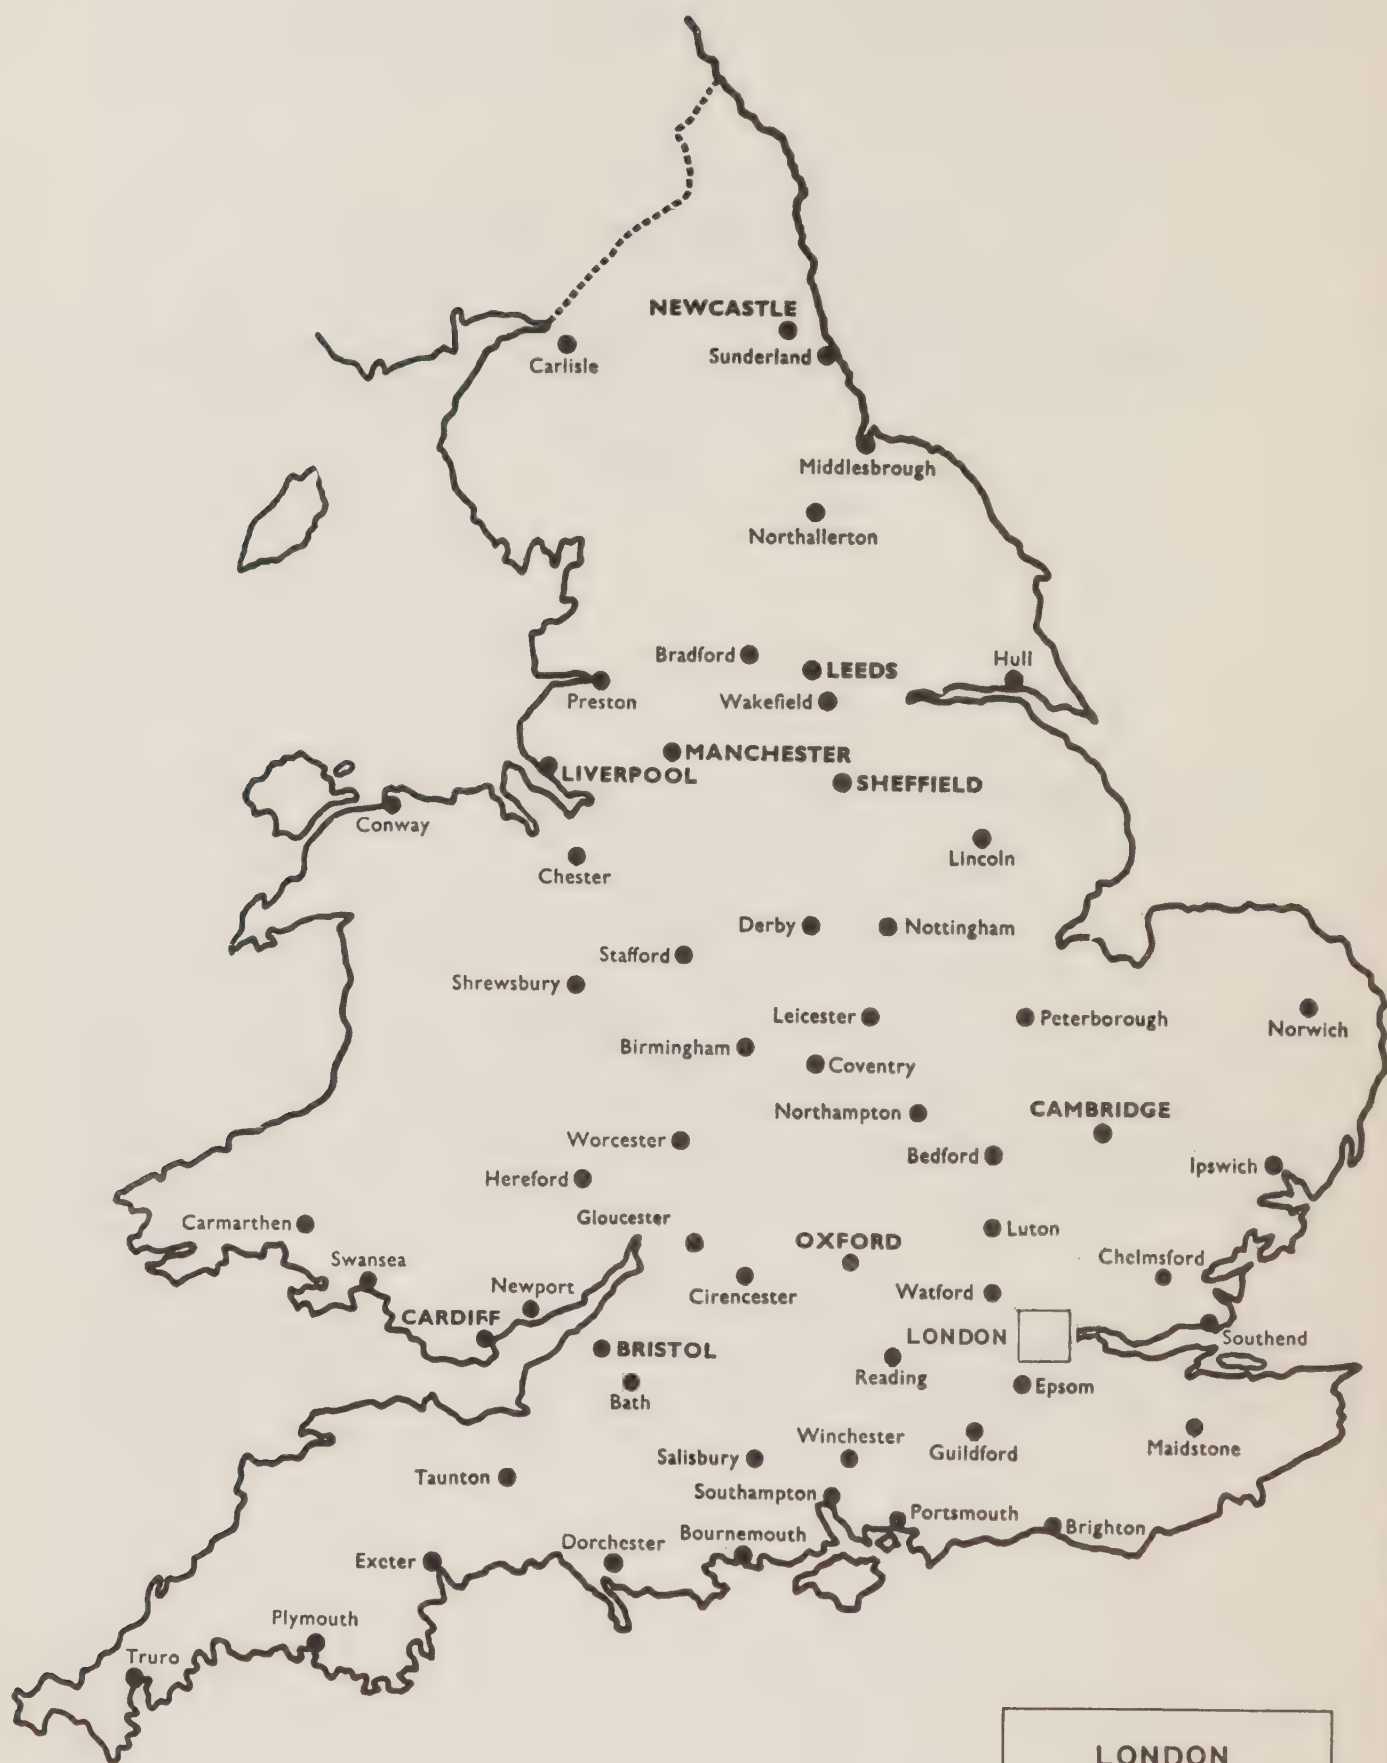 NEWCASTLE
Carlisle
Sunderland
Middlesbrough
Northallerton
Bradford
LEEDS
Hull
Preston
Wakefield
MANCHESTER
LIVERPOOL
SHEFFIELD
Conway
Chester
Lincoln
Derby
Nottingham
Stafford
Shrewsbury
Leicester
Peterborough
Norwich
Birmingham
Coventry
Northampton
CAMBRIDGE
Worcester
Bedford
Ipswich
Hereford
Gloucester
Carmarthen
Luton
OXFORD
Swansea
Chelmsford
Newport
Cirencester
Watford
CARDIFF
LONDON
Southend
BRISTOL
Reading
Epsom
Bath
Winchester
Guildford
Maidstone
Salisbury
Taunton
Southampton
Portsmouth
Brighton
Bournemouth
Dorchester
Exeter
Plymouth
Truro
LONDON